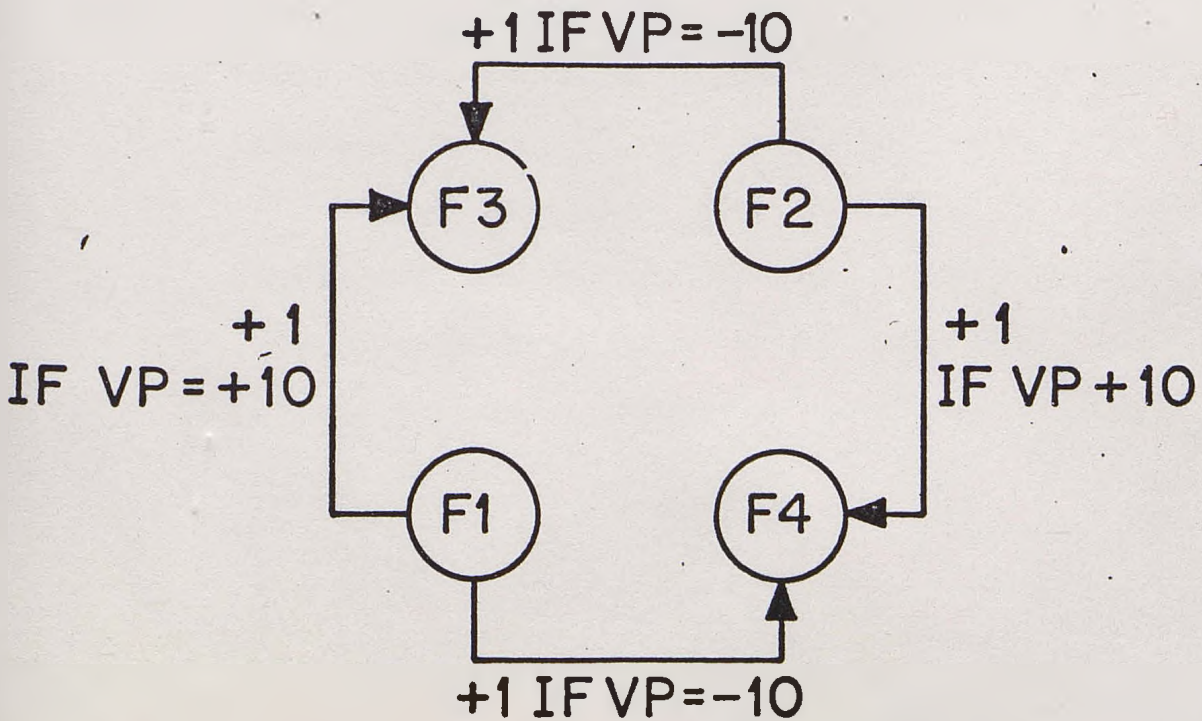 +1 IF VP = -10
F3
F2
+1
IF VP = +10
+1
IF VP +10
F1
F4
+1 IF VP = -10